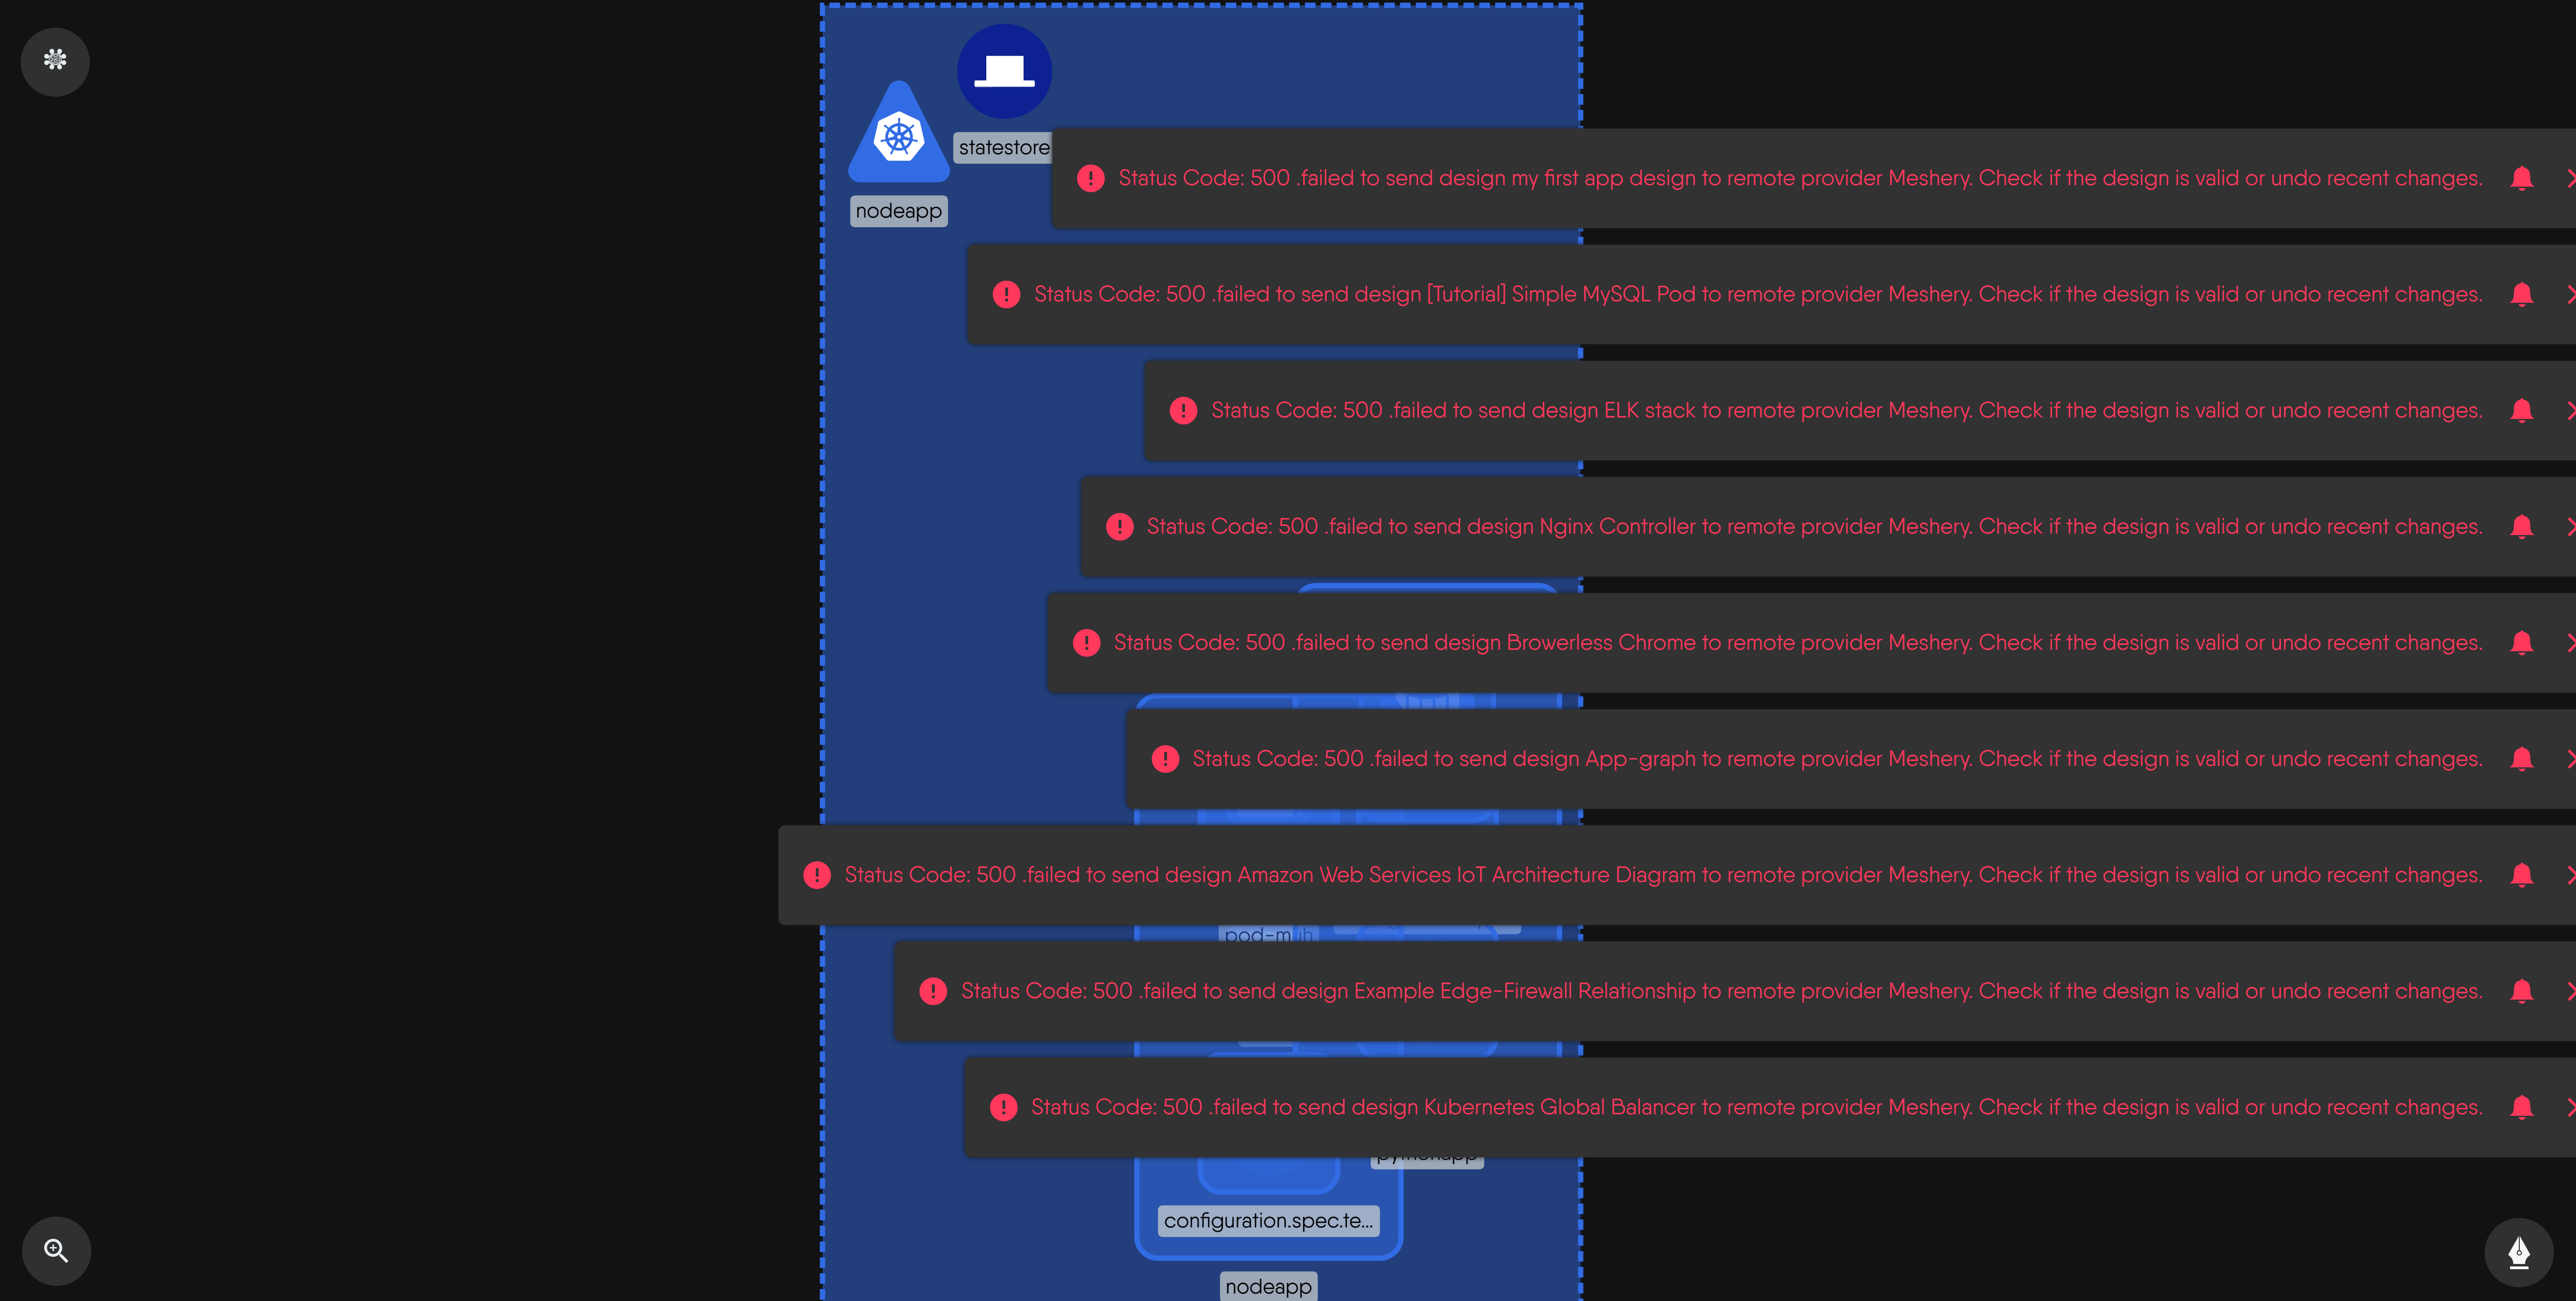 statestore
nodeapp
Status Code: 500 .failed to send design my first app design to remote provider Meshery. Check if the design is valid or undo recent changes.
Status Code: 500 .failed to send design [Tutorial] Simple MySQL Pod to remote provider Meshery. Check if the design is valid or undo recent changes.
Status Code: 500 .failed to send design ELK stack to remote provider Meshery. Check if the design is valid or undo recent changes.
Status Code: 500 .failed to send design Nginx Controller to remote provider Meshery. Check if the design is valid or undo recent changes.
Status Code: 500 .failed to send design Browerless Chrome to remote provider Meshery. Check if the design is valid or undo recent changes.
Status Code: 500 .failed to send design App-graph to remote provider Meshery. Check if the design is valid or undo recent changes.
Status Code: 500 .failed to send design Amazon Web Services IoT Architecture Diagram to remote provider Meshery. Check if the design is valid or undo recent changes.
Status Code: 500 .failed to send design Example Edge-Firewall Relationship to remote provider Meshery. Check if the design is valid or undo recent changes.
Status Code: 500 .failed to send design Kubernetes Global Balancer to remote provider Meshery. Check if the design is valid or undo recent changes.
pythonapp
configuration.spec.te...
nodeapp